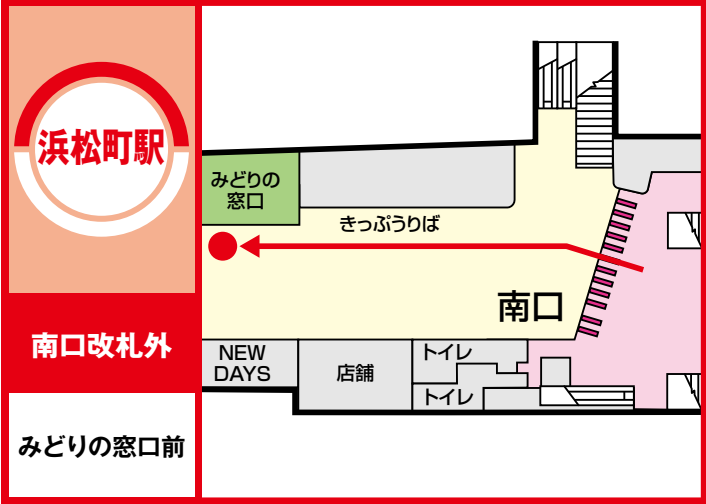 浜松町駅
南口改札外
みどりの窓口前
みどりの
窓口
きっぷうりば
南口
NEW
DAYS
店舗
トイレ
トイレ